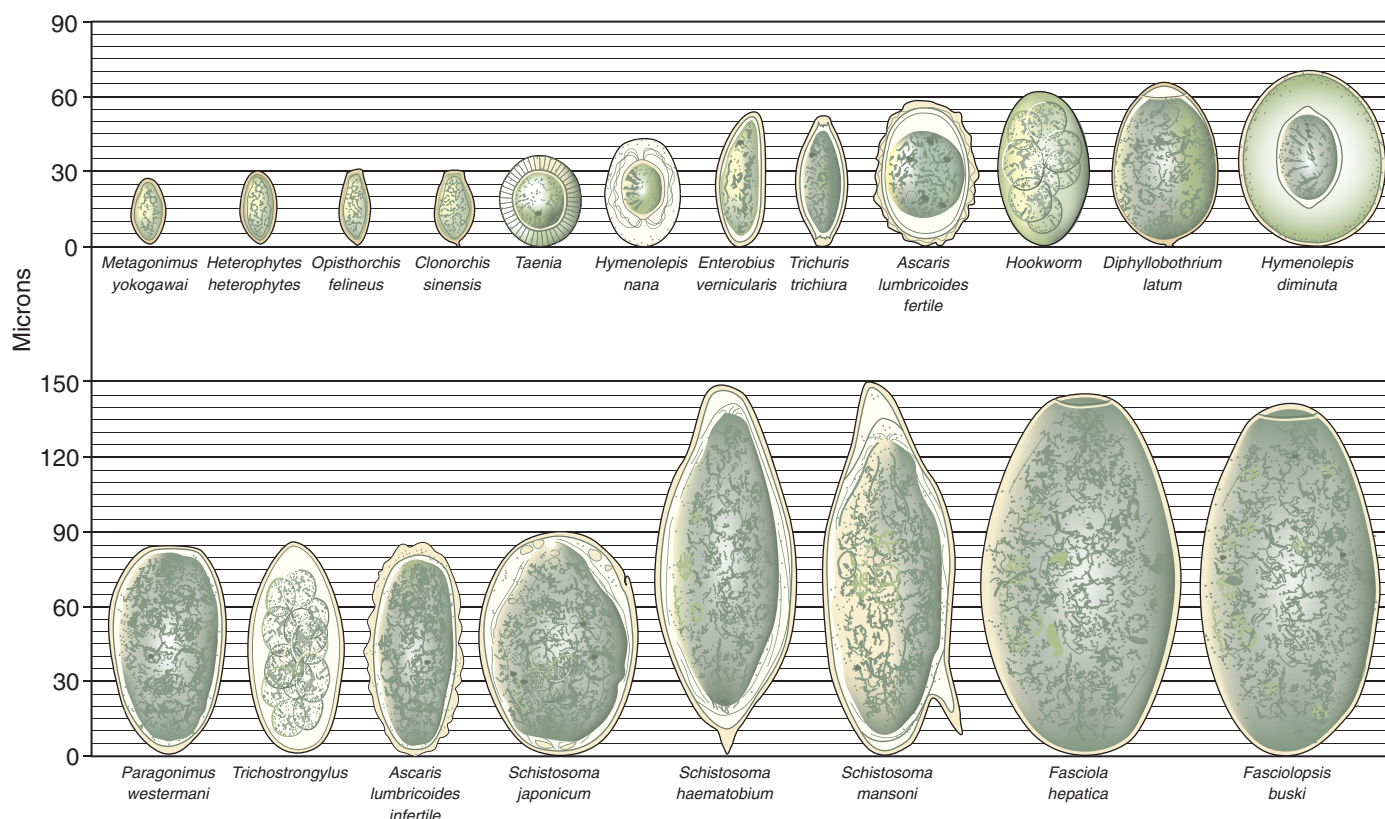 90
60
30
0
Metagonimus yokogawai
Heterophytes heterophytes
Opisthorchis felineus
Clonorchis sinensis
Taenia
Hymenolepis nana
Enterobius vernicularis
Trichuris trichiura
Ascaris lumbricoides fertile
Hookworm
Diphyllobothrium latum
Hymenolepis diminuta
Microns
150
120
90
60
30
0
Paragonimus westermani
Trichostrongylus
Ascaris lumbricoides infertile
Schistosoma japonicum
Schistosoma haematobium
Schistosoma mansoni
Fasciola hepatica
Fasciolopsis buski